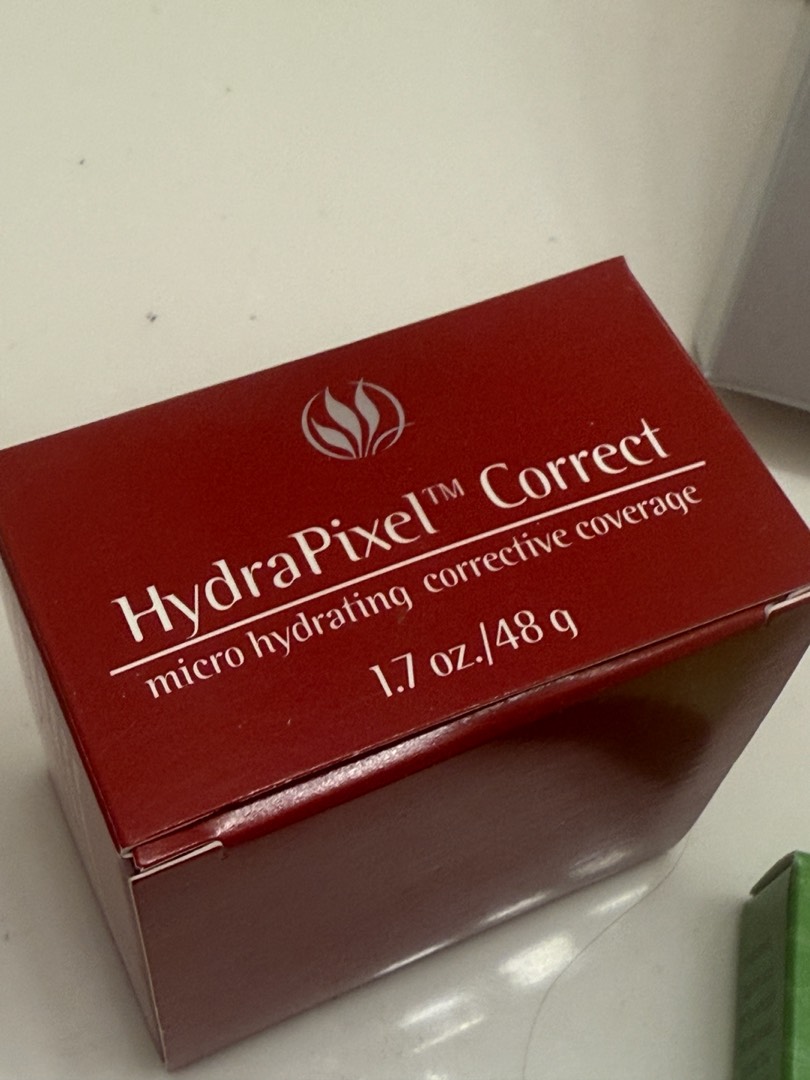 HydraPixel™ Correct
micro hydrating corrective coverage
1.7 oz./48 g